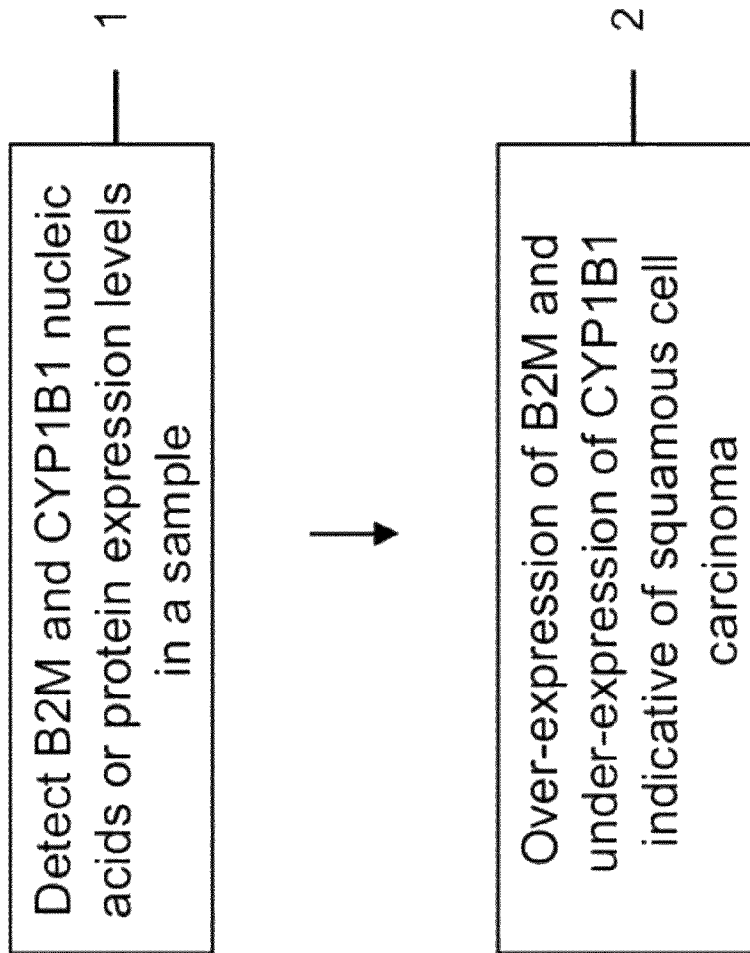 Detect B2M and CYP1B1 nucleic
acids or protein expression levels
in a sample
1
Over-expression of B2M and
under-expression of CYP1B1
indicative of squamous cell
carcinoma
2